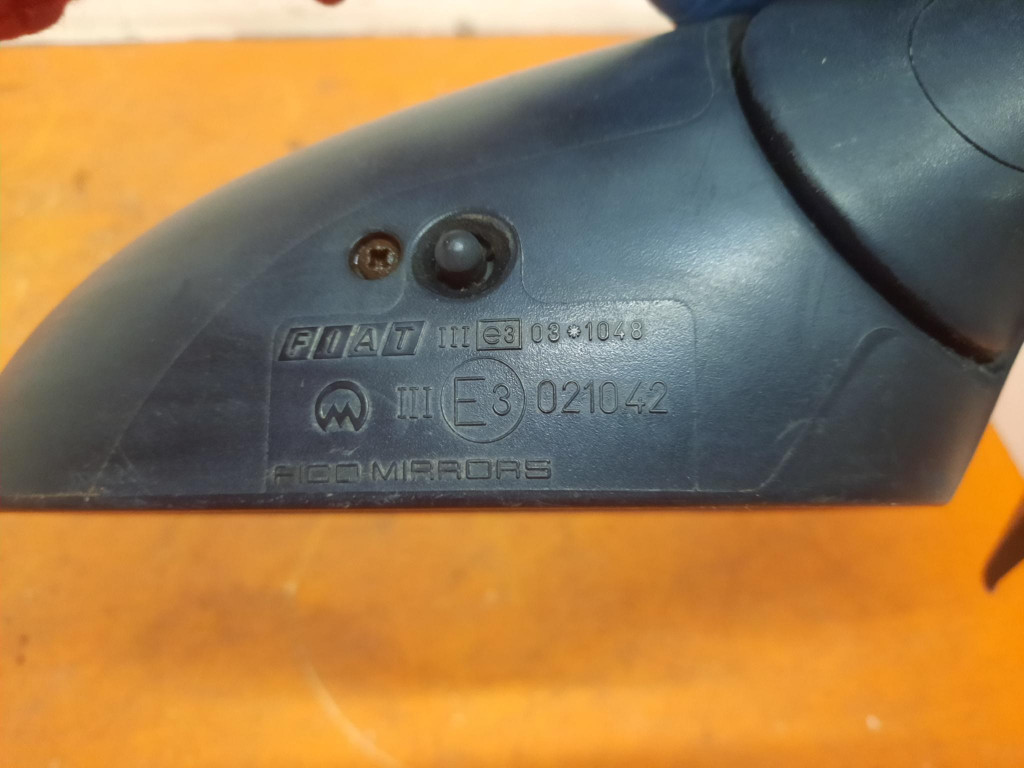 FIAT III e3 03*1048
III E3 021042
FICO MIRRORS